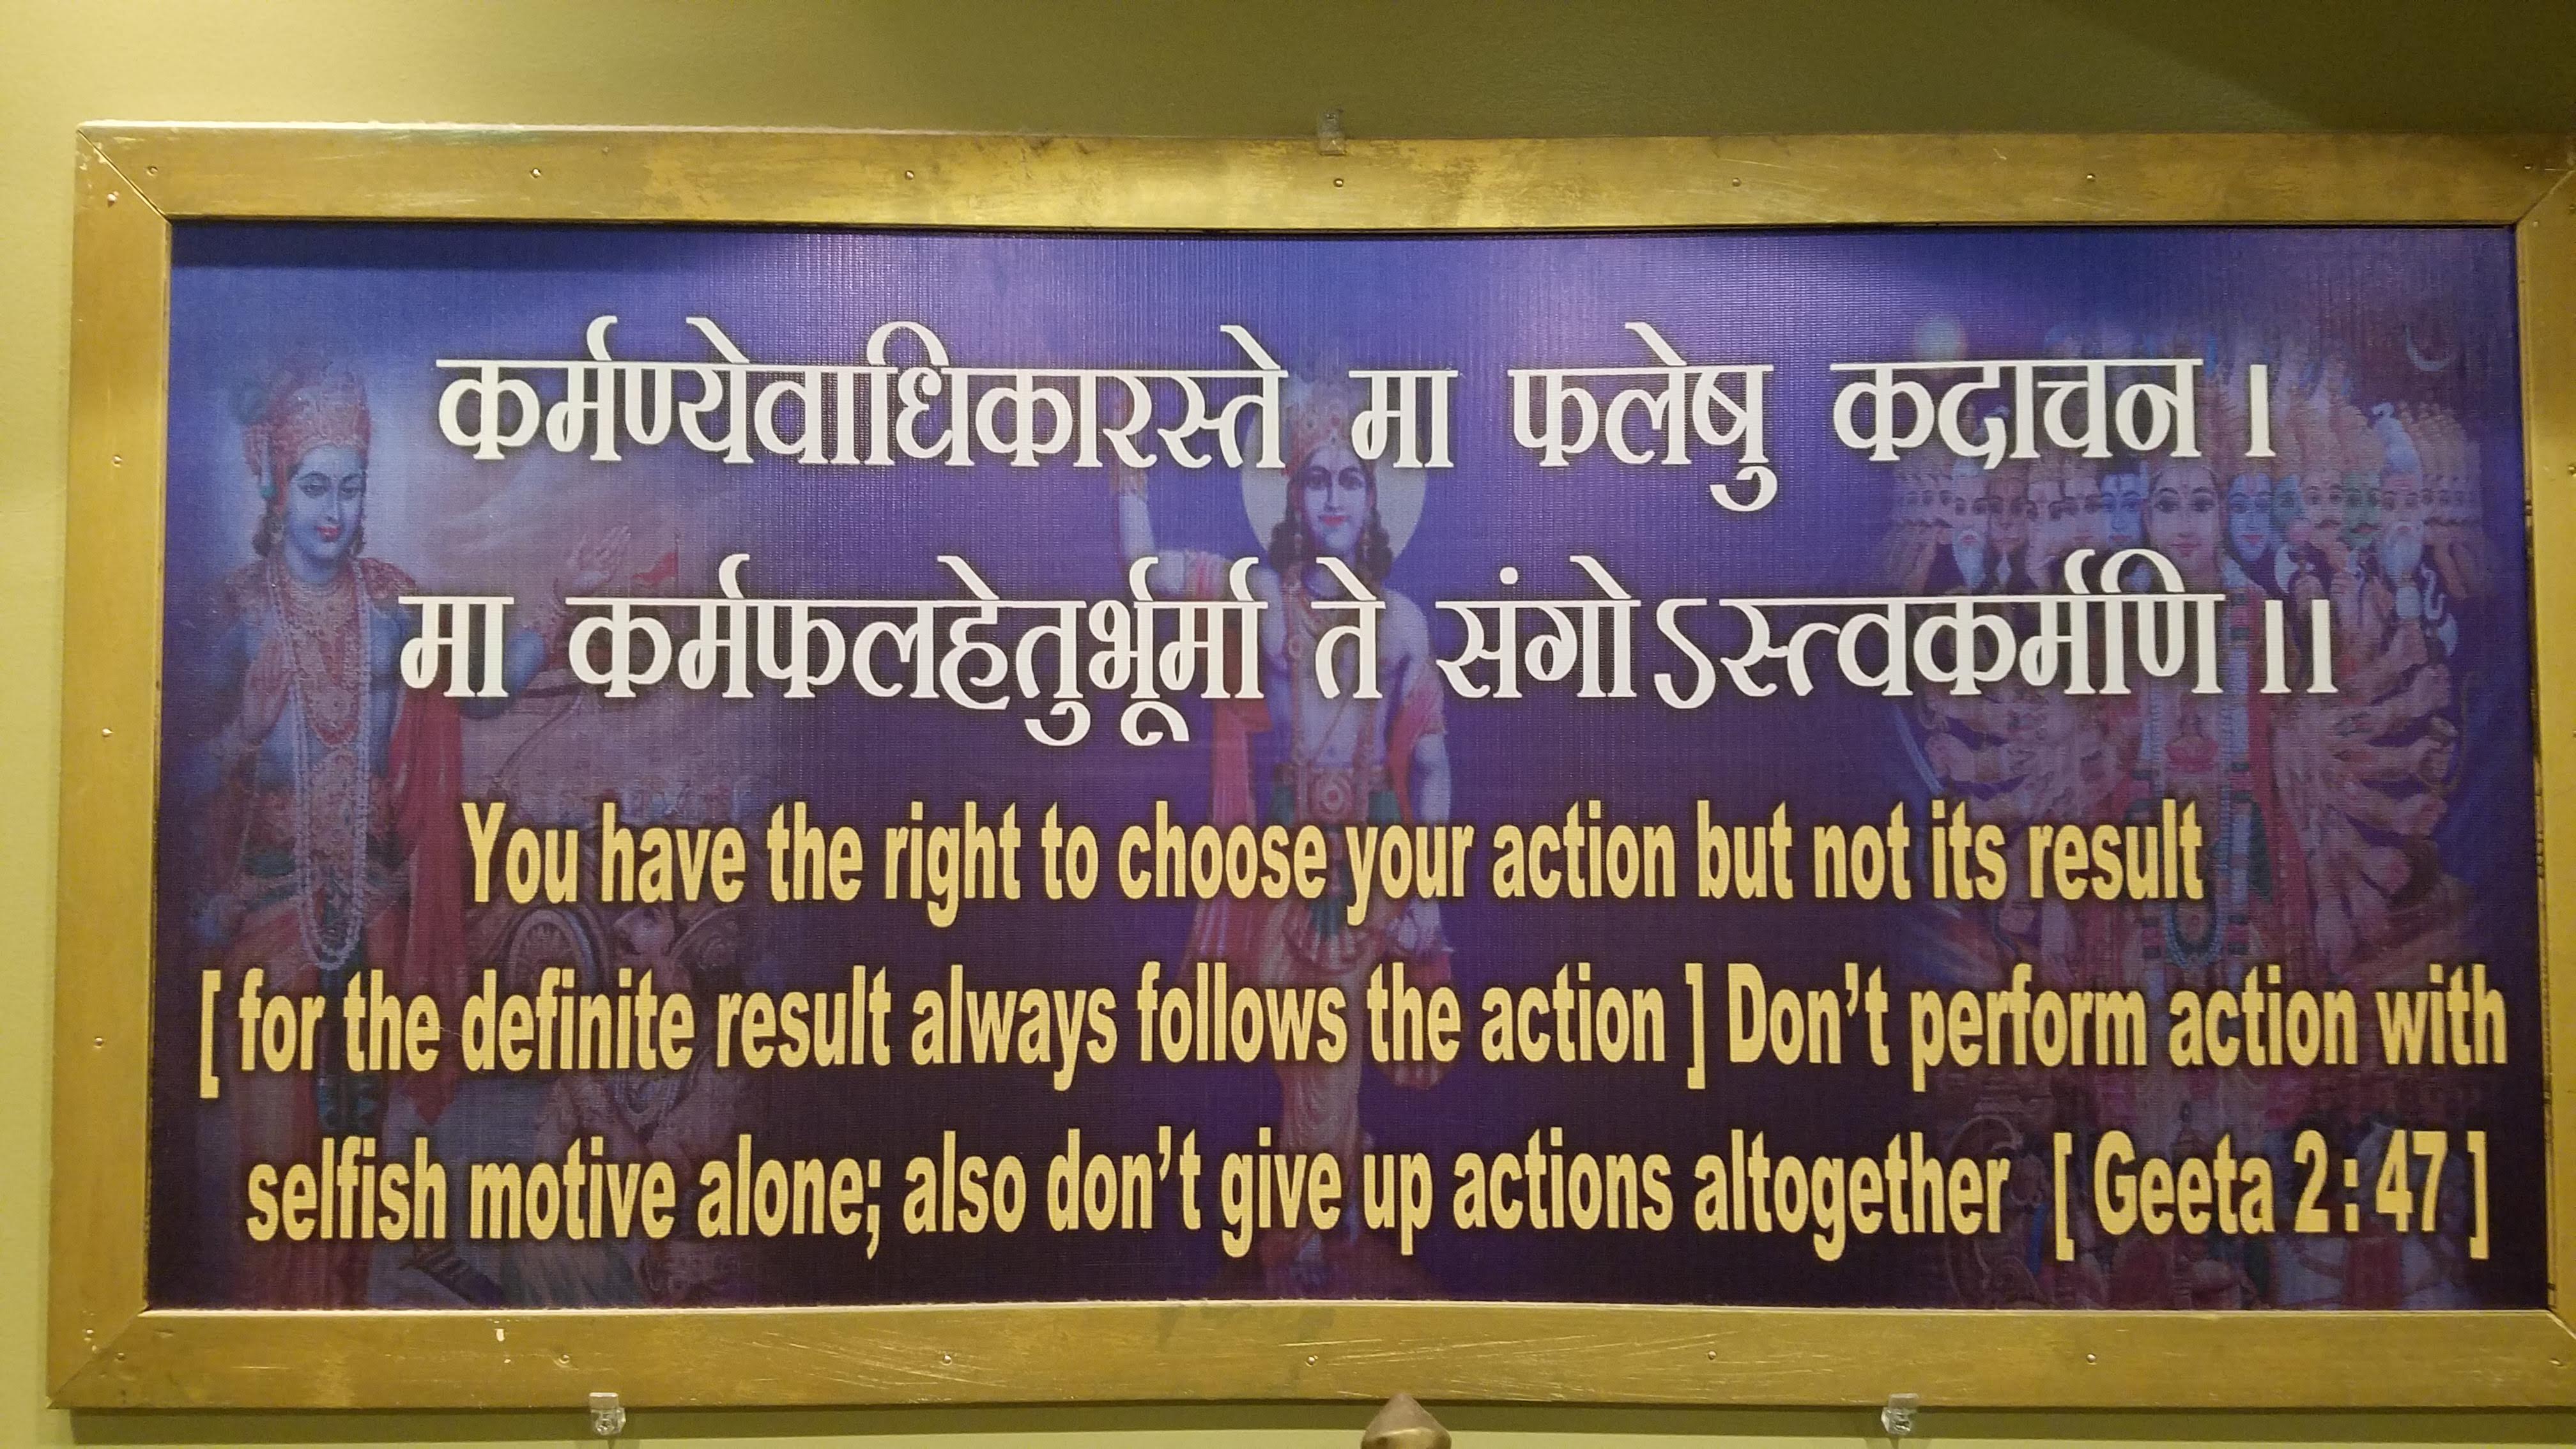 कर्मण्येवाधिकारस्ते मा फलेषु कदाचन ।
मा कर्मफलहेतुर्भूर्मा ते संगोऽस्त्वकर्मणि ।।
You have the right to choose your action but not its result
[ for the definite result always follows the action ] Don't perform action with
selfish motive alone; also don't give up actions altogether [ Geeta 2 : 47 ]